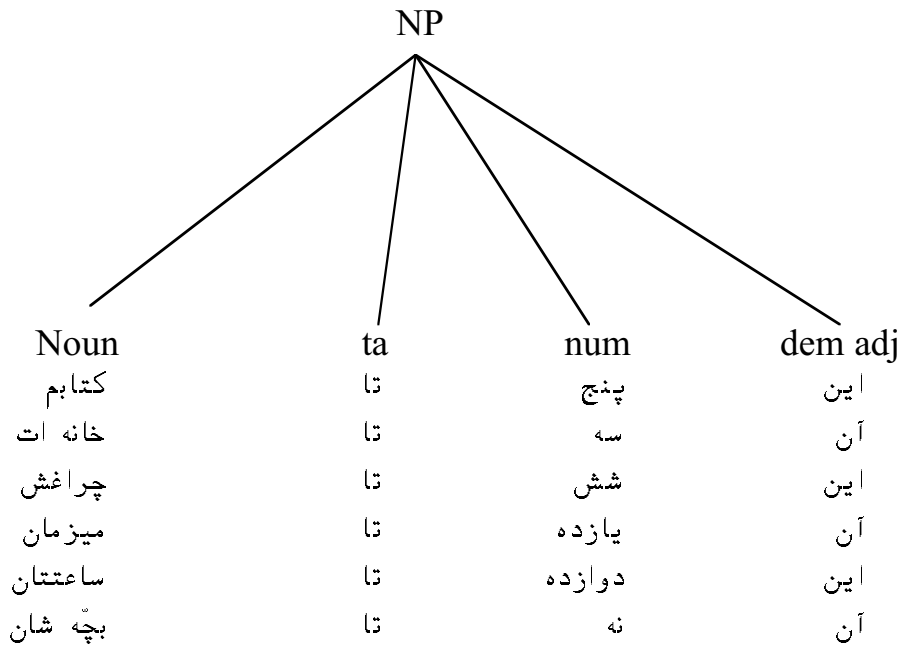 NP
Noun ta num dem adj
این پنج تا کتابم
آن سه تا خانه ات
این شش تا چراغش
آن یازده تا میزمان
این دوازده تا ساعتتان
آن نه تا بچّه شان